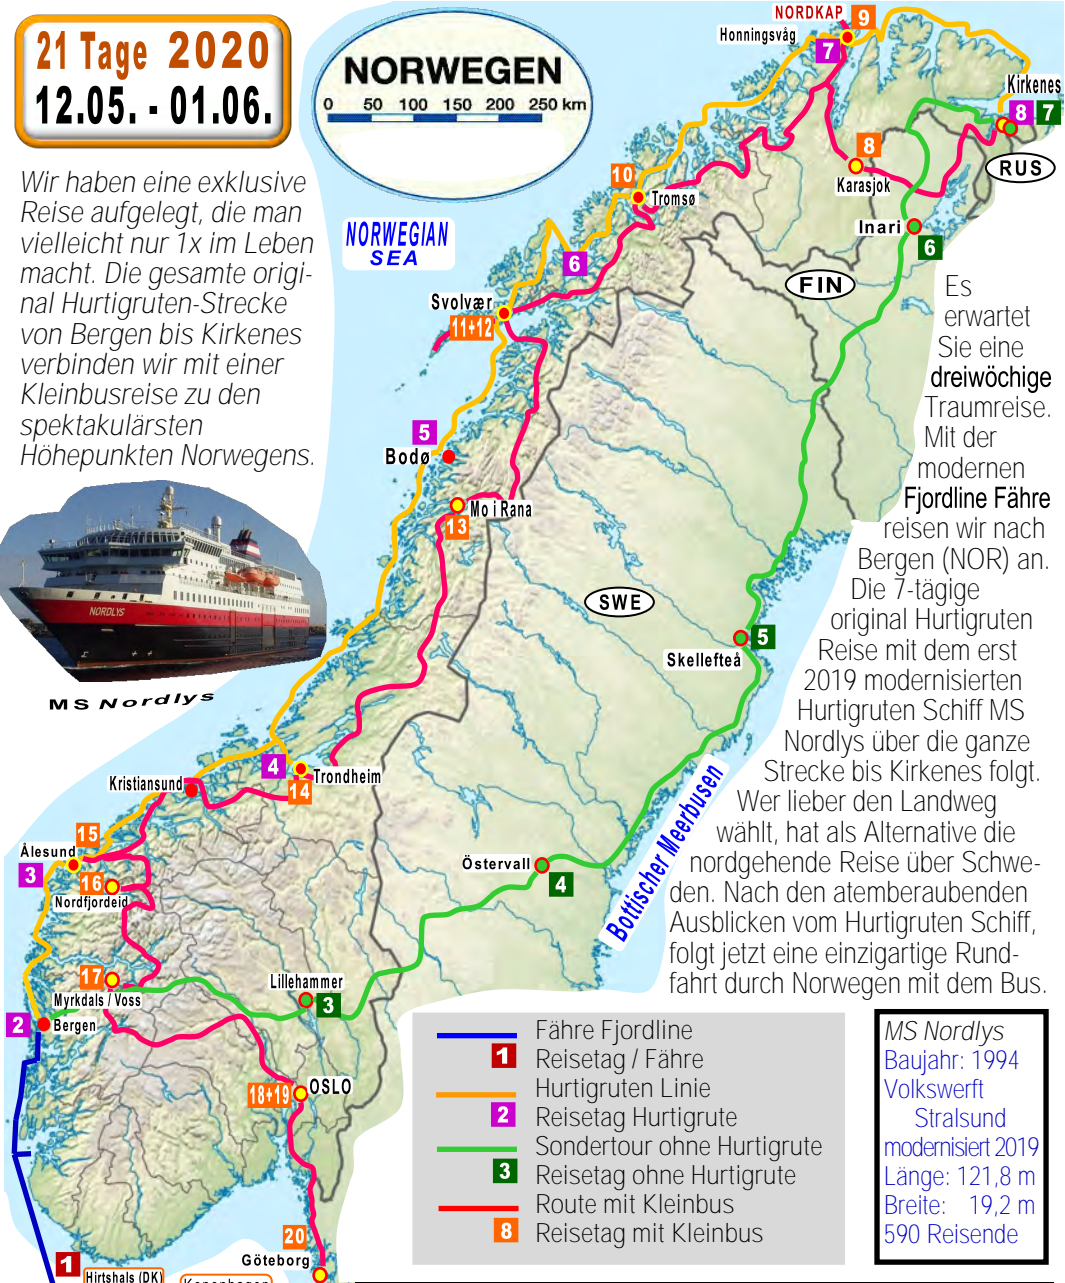 21 Tage 2020
12.05. - 01.06.
Wir haben eine exklusive
Reise aufgelegt, die man
vielleicht nur 1x im Leben
macht. Die gesamte origi-
nal Hurtigruten-Strecke
von Bergen bis Kirkenes
verbinden wir mit einer
Kleinbusreise zu den
spektakulärsten
Höhepunkten Norwegens.
NORWEGEN
0 50 100 150 200 250 km
NORDKAP
9
Honningsvåg
7
Kirkenes
8 7
RUS
8
Karasjok
10
Tromsø
Inari
6
NORWEGIAN
SEA
6
FIN
Svolvær
11+12
5
Bodø
Mo i Rana
13
SWE
5
Skellefteå
NORDLYS
MS Nordlys
4
Trondheim
14
Kristiansund
15
Ålesund
3
16
Nordfjordeid
Östervall
4
Bottischer Meerbusen
17
Myrkdals / Voss
Lillehammer
3
2
Bergen
18+19
OSLO
20
Göteborg
1
Hirtshals (DK)
Kopenhagen
Es
erwartet
Sie eine
dreiwöchige
Traumreise.
Mit der
modernen
Fjordline Fähre
reisen wir nach
Bergen (NOR) an.
Die 7-tägige
original Hurtigruten
Reise mit dem erst
2019 modernisierten
Hurtigruten Schiff MS
Nordlys über die ganze
Strecke bis Kirkenes folgt.
Wer lieber den Landweg
wählt, hat als Alternative die
nordgehende Reise über Schwe-
den. Nach den atemberaubenden
Ausblicken vom Hurtigruten Schiff,
folgt jetzt eine einzigartige Rund-
fahrt durch Norwegen mit dem Bus.
Fähre Fjordline
1 Reisetag / Fähre
Hurtigruten Linie
2 Reisetag Hurtigrute
Sondertour ohne Hurtigrute
3 Reisetag ohne Hurtigrute
Route mit Kleinbus
8 Reisetag mit Kleinbus
MS Nordlys
Baujahr: 1994
Volkswerft
Stralsund
modernisiert 2019
Länge: 121,8 m
Breite: 19,2 m
590 Reisende